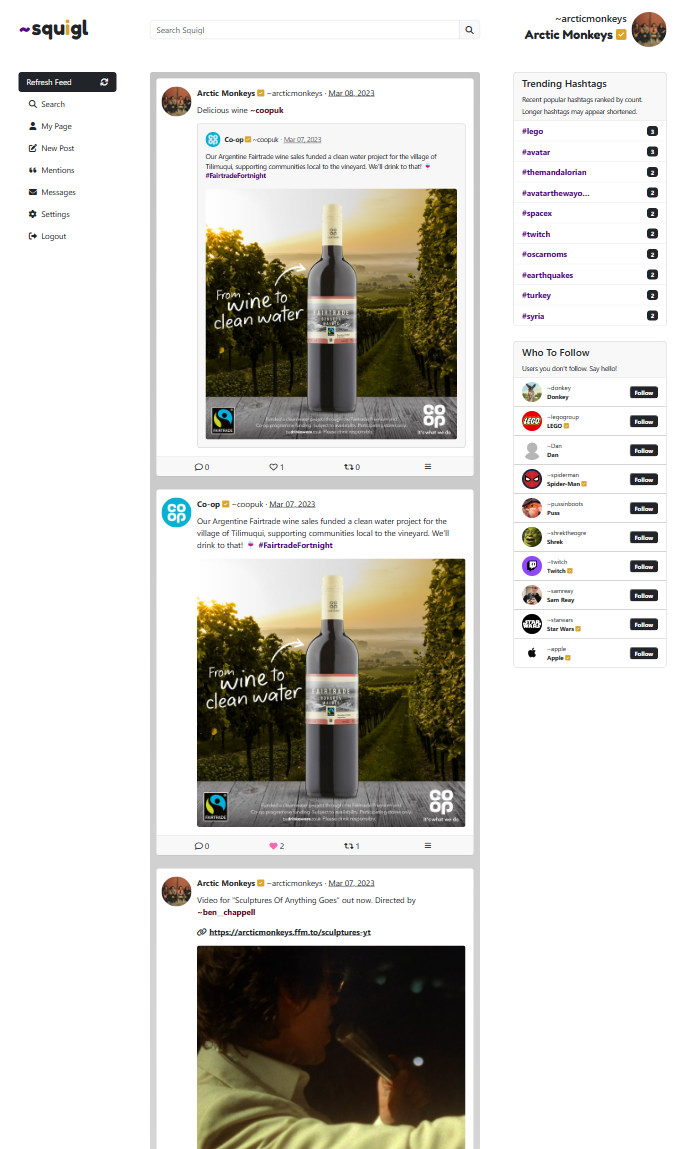 ~squigl
Search Squigl
~arcticmonkeys
Arctic Monkeys
Refresh Feed
Search
My Page
New Post
Mentions
Messages
Settings
Logout
Arctic Monkeys ~arcticmonkeys · Mar 08, 2023
Delicious wine ~coopuk
Co-op ~coopuk · Mar 07, 2023
Our Argentine Fairtrade wine sales funded a clean water project for the village of
Tilimuqui, supporting communities local to the vineyard. We'll drink to that! 🍷
#FairtradeFortnight
From
wine to
clean water
co
op
FAIRTRADE
FAIRTRADE
co
op
It's what we do
0 1 0
Co-op ~coopuk · Mar 07, 2023
Our Argentine Fairtrade wine sales funded a clean water project for the
village of Tilimuqui, supporting communities local to the vineyard. We'll
drink to that! 🍷 #FairtradeFortnight
From
wine to
clean water
co
op
FAIRTRADE
FAIRTRADE
co
op
It's what we do
0 2 1
Arctic Monkeys ~arcticmonkeys · Mar 07, 2023
Video for "Sculptures Of Anything Goes" out now. Directed by
~ben_chappell
https://arcticmonkeys.ffm.to/sculptures-yt
Trending Hashtags
Recent popular hashtags ranked by count.
Longer hashtags may appear shortened.
#lego 3
#avatar 3
#themandalorian 2
#avatarthewayo... 2
#spacex 2
#twitch 2
#oscarnoms 2
#earthquakes 2
#turkey 2
#syria 2
Who To Follow
Users you don't follow. Say hello!
~donkey
Donkey
Follow
~legogroup
LEGO
Follow
~Dan
Dan
Follow
~spiderman
Spider-Man
Follow
~pussinboots
Puss
Follow
~shrektheogre
Shrek
Follow
~twitch
Twitch
Follow
~samreay
Sam Reay
Follow
~starwars
Star Wars
Follow
~apple
Apple
Follow